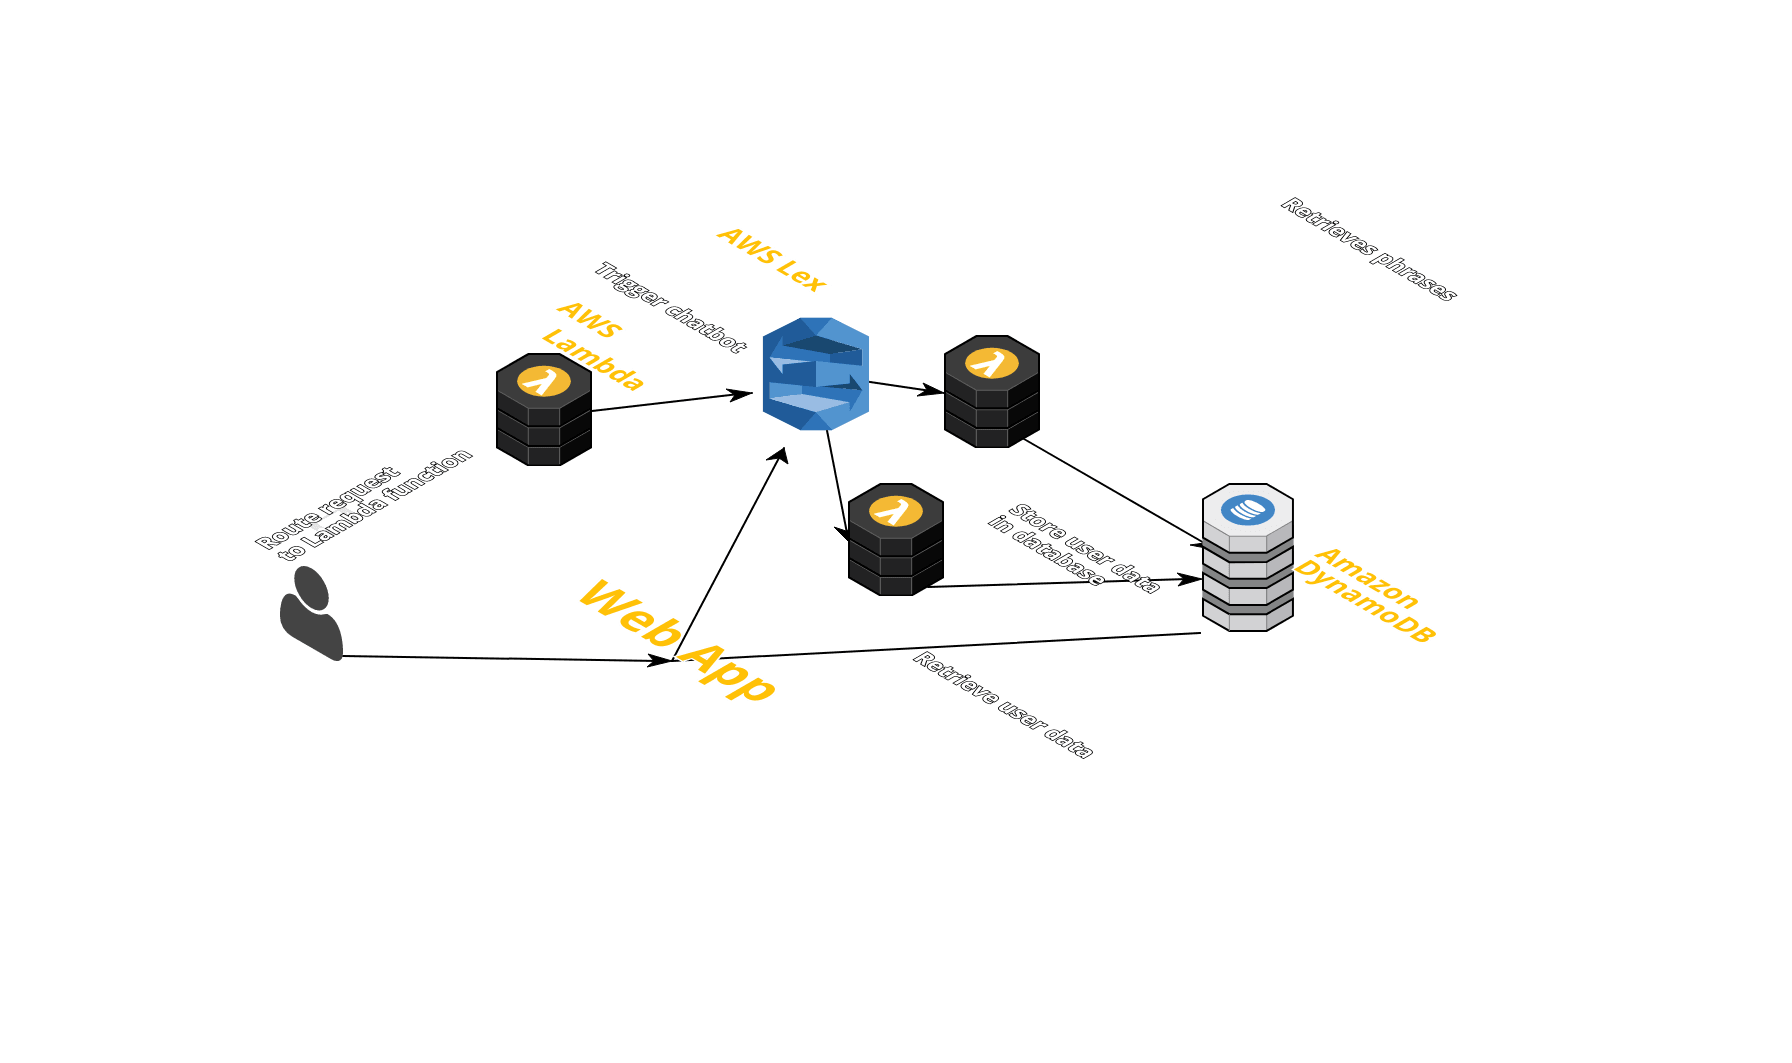 Retrieves phrases
AWS Lex
Trigger chatbot
AWS
Lambda
Route request
to Lambda function
Store user data
in database
Amazon
DynamoDB
Web App
Retrieve user data